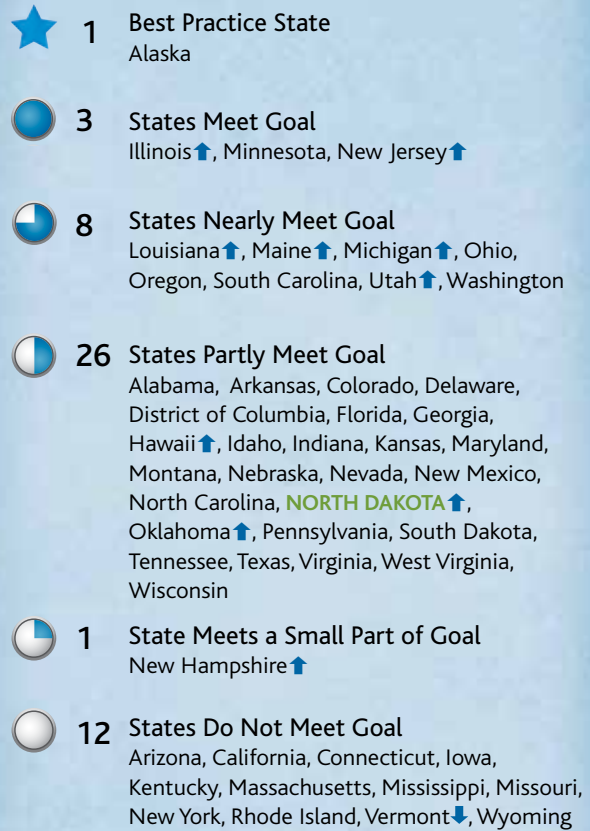 1 Best Practice State
Alaska
3 States Meet Goal
Illinois⬆, Minnesota, New Jersey⬆
8 States Nearly Meet Goal
Louisiana⬆, Maine⬆, Michigan⬆, Ohio,
Oregon, South Carolina, Utah⬆, Washington
26 States Partly Meet Goal
Alabama, Arkansas, Colorado, Delaware,
District of Columbia, Florida, Georgia,
Hawaii⬆, Idaho, Indiana, Kansas, Maryland,
Montana, Nebraska, Nevada, New Mexico,
North Carolina, NORTH DAKOTA⬆,
Oklahoma⬆, Pennsylvania, South Dakota,
Tennessee, Texas, Virginia, West Virginia,
Wisconsin
1 State Meets a Small Part of Goal
New Hampshire⬆
12 States Do Not Meet Goal
Arizona, California, Connecticut, Iowa,
Kentucky, Massachusetts, Mississippi, Missouri,
New York, Rhode Island, Vermont⬇, Wyoming